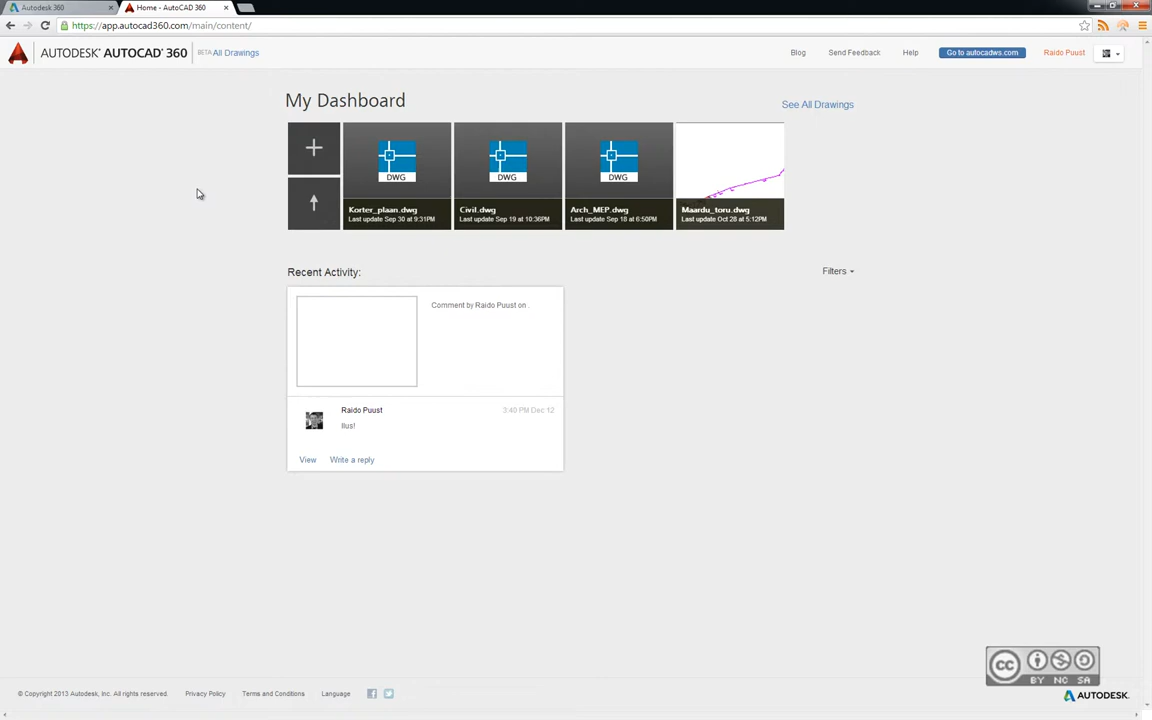 Autodesk 360
Home - AutoCAD 360
https://app.autocad360.com/main/content/
AUTODESK® AUTOCAD® 360
BETA
All Drawings
Blog
Send Feedback
Help
Go to autocadws.com
Raido Puust
My Dashboard
See All Drawings
DWG
DWG
DWG
Korter_plaan.dwg
Last update Sep 30 at 9:31PM
Civil.dwg
Last update Sep 19 at 10:36PM
Arch_MEP.dwg
Last update Sep 18 at 6:50PM
Maardu_toru.dwg
Last update Oct 28 at 5:12PM
Recent Activity:
Filters
Comment by Raido Puust on .
Raido Puust
3:40 PM Dec 12
Ilus!
View
Write a reply
cc
BY NC SA
© Copyright 2013 Autodesk, Inc. All rights reserved.
Privacy Policy
Terms and Conditions
Language
AUTODESK.